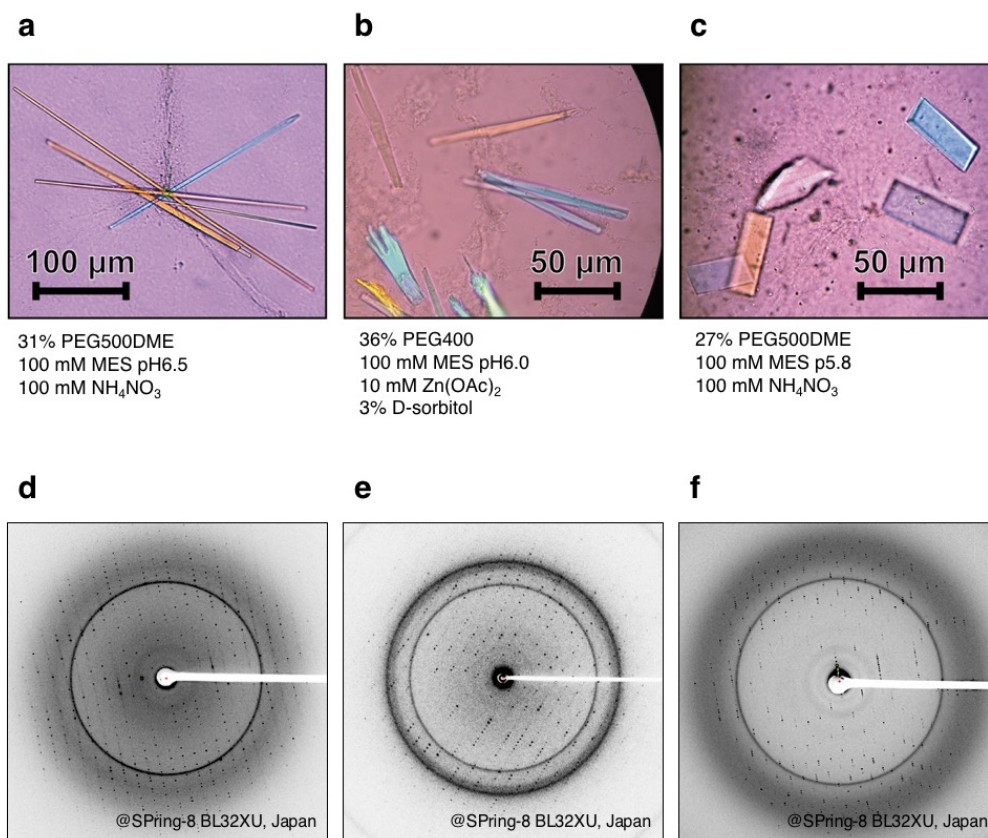 a
b
c
100 µm
50 µm
50 µm
31% PEG500DME
100 mM MES pH6.5
100 mM NH₄NO₃
36% PEG400
100 mM MES pH6.0
10 mM Zn(OAc)₂
3% D-sorbitol
27% PEG500DME
100 mM MES p5.8
100 mM NH₄NO₃
d
e
f
@SPring-8 BL32XU, Japan
@SPring-8 BL32XU, Japan
@SPring-8 BL32XU, Japan